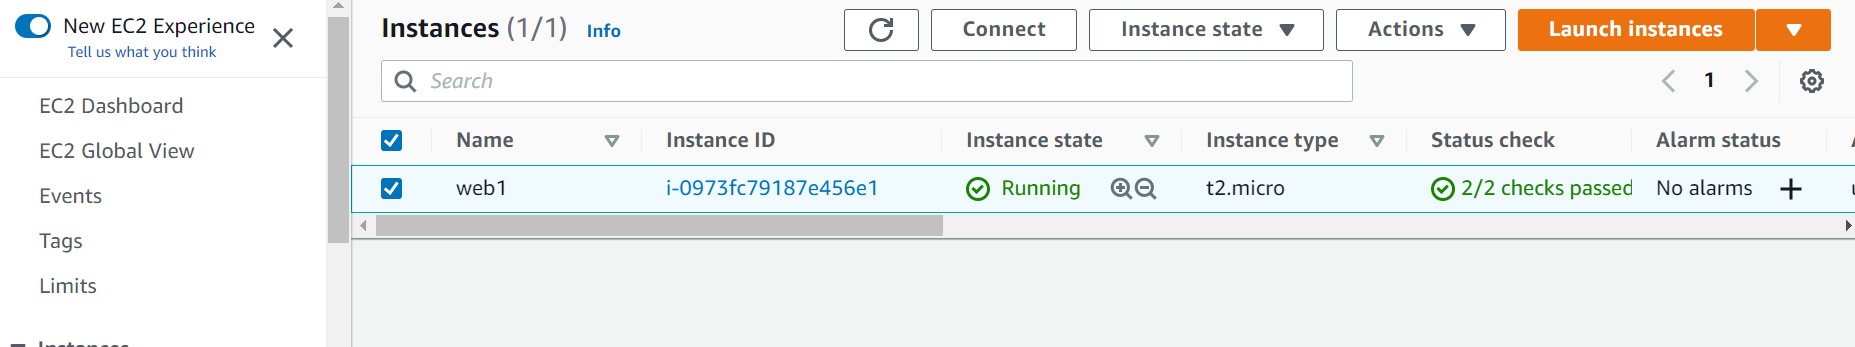 New EC2 Experience
Tell us what you think
EC2 Dashboard
EC2 Global View
Events
Tags
Limits
Instances
Instances (1/1) Info
Connect
Instance state
Actions
Launch instances
Search
1
Name Instance ID Instance state Instance type Status check Alarm status
web1 i-0973fc79187e456e1 Running t2.micro 2/2 checks passed No alarms +